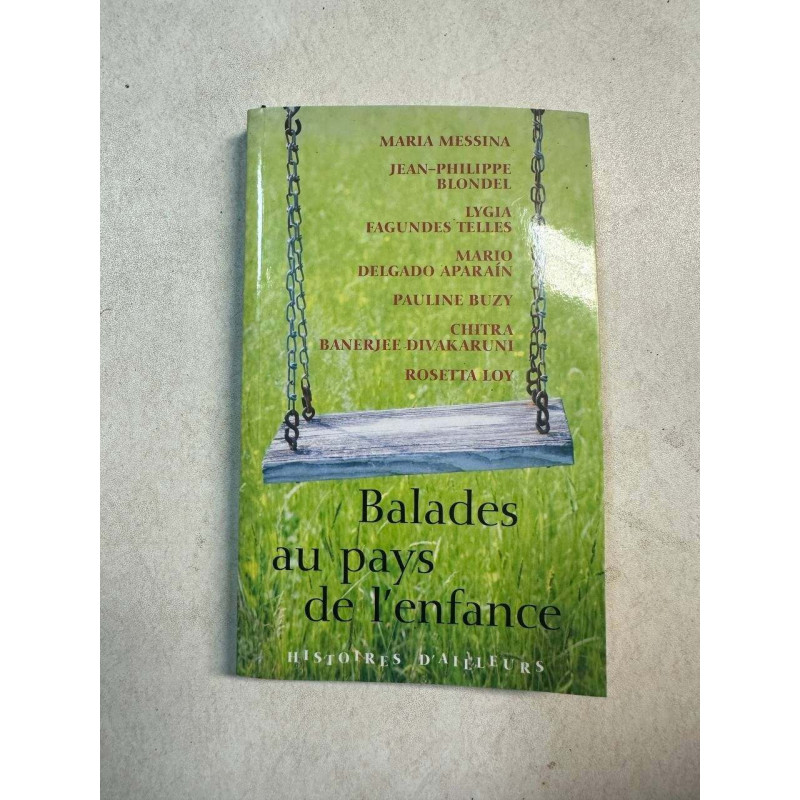 MARIA MESSINA
JEAN-PHILIPPE
BLONDEL
LYGIA
FAGUNDES TELLES
MARIO
DELGADO APARAÍN
PAULINE BUZY
CHITRA
BANERJEE DIVAKARUNI
ROSETTA LOY
Balades
au pays
de l'enfance
HISTOIRES D'AILLEURS